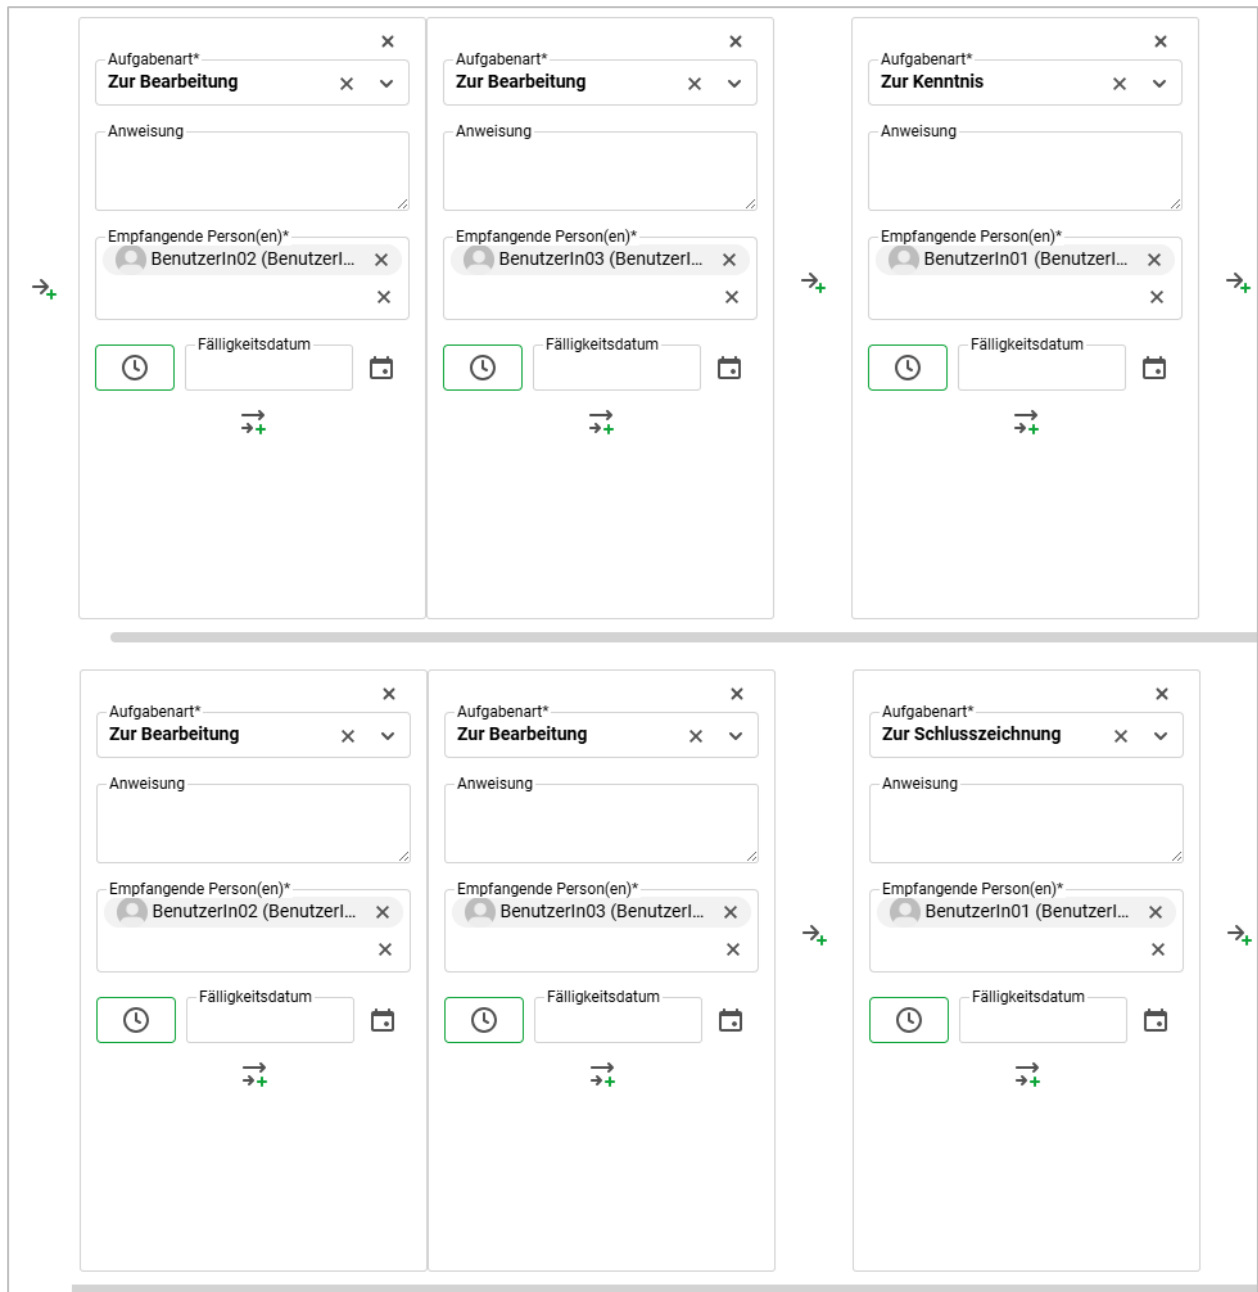 Aufgabenart* Aufgabenart* Aufgabenart*
Zur Bearbeitung Zur Bearbeitung Zur Kenntnis
Anweisung Anweisung Anweisung
Empfangende Person(en)* Empfangende Person(en)* Empfangende Person(en)*
BenutzerIn02 (BenutzerI... BenutzerIn03 (BenutzerI... BenutzerIn01 (BenutzerI...
Fälligkeitsdatum Fälligkeitsdatum Fälligkeitsdatum
Aufgabenart* Aufgabenart* Aufgabenart*
Zur Bearbeitung Zur Bearbeitung Zur Schlusszeichnung
Anweisung Anweisung Anweisung
Empfangende Person(en)* Empfangende Person(en)* Empfangende Person(en)*
BenutzerIn02 (BenutzerI... BenutzerIn03 (BenutzerI... BenutzerIn01 (BenutzerI...
Fälligkeitsdatum Fälligkeitsdatum Fälligkeitsdatum